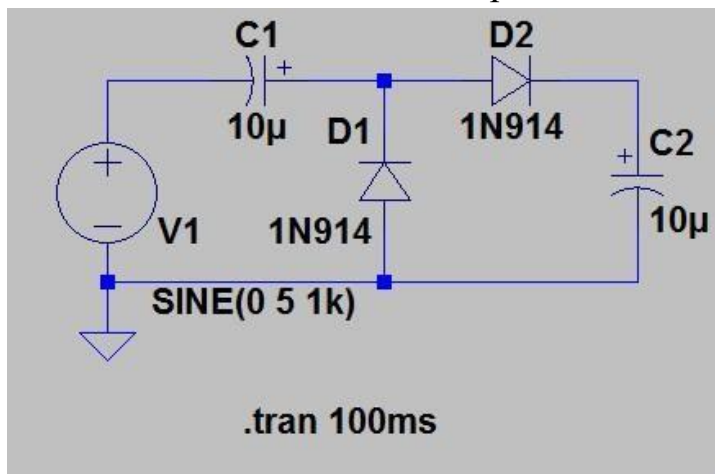 C1
D2
+
10µ
D1
1N914
C2
+
+
10µ
V1
1N914
SINE(0 5 1k)
.tran 100ms